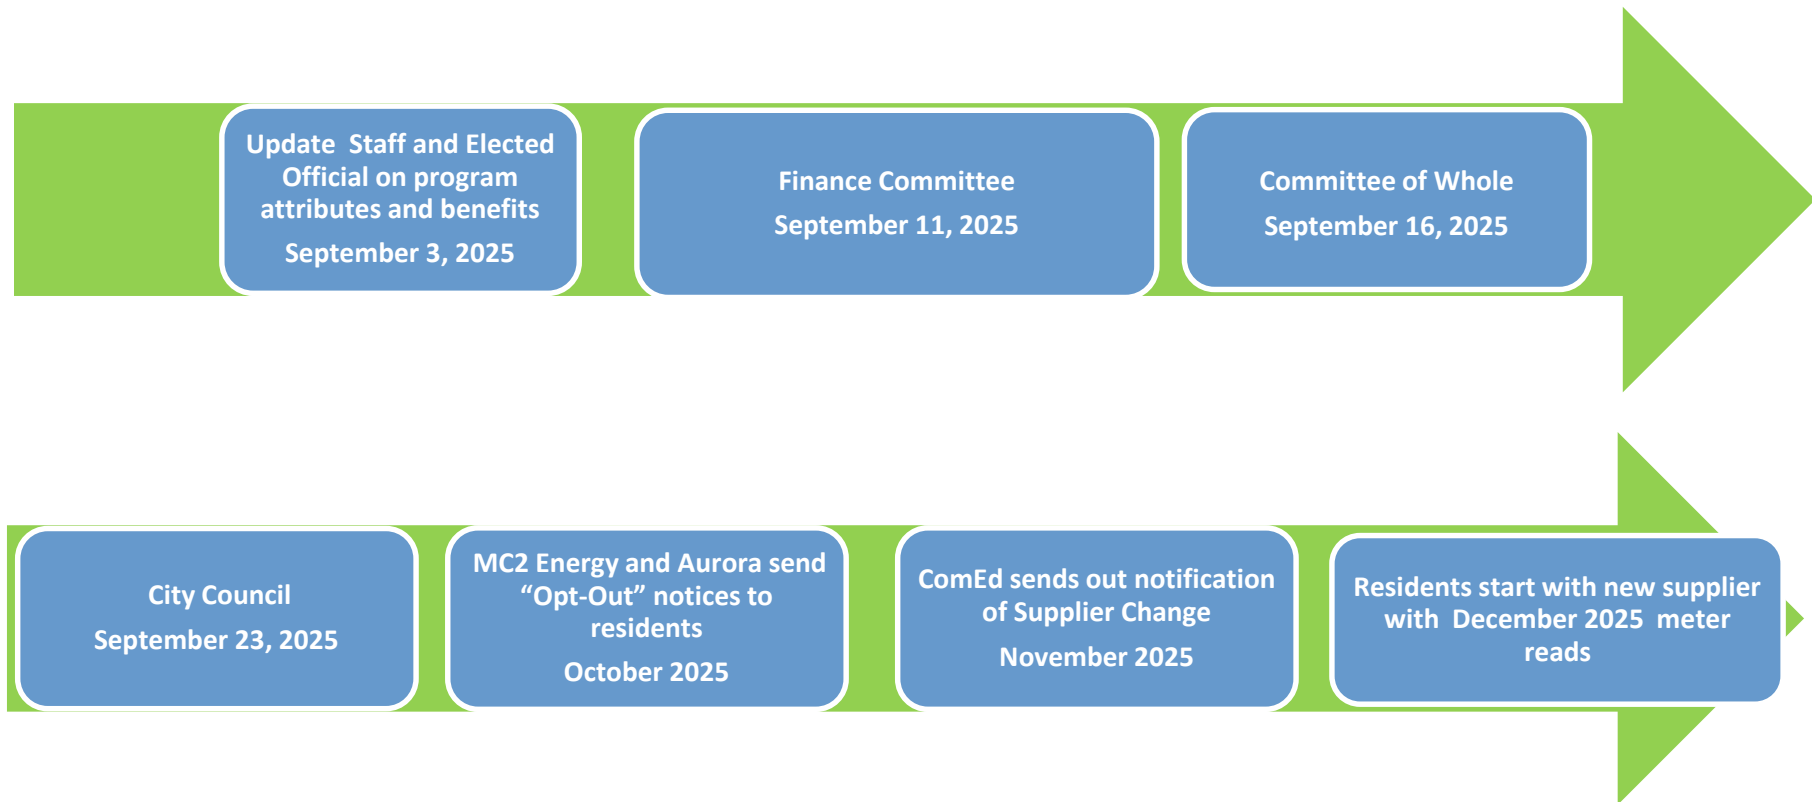 Update Staff and Elected
Official on program
attributes and benefits
September 3, 2025
Finance Committee
September 11, 2025
Committee of Whole
September 16, 2025
City Council
September 23, 2025
MC2 Energy and Aurora send
“Opt-Out” notices to
residents
October 2025
ComEd sends out notification
of Supplier Change
November 2025
Residents start with new supplier
with December 2025 meter
reads